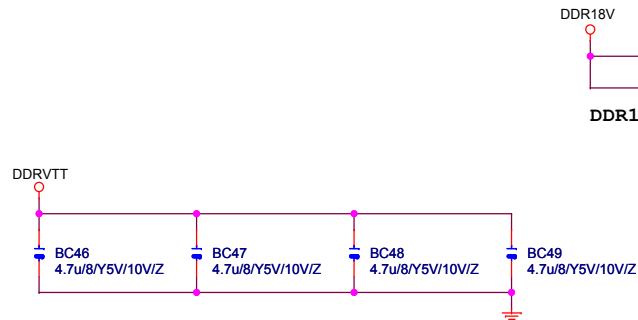 DDR18V
DDR1
DDRVTT
BC46
4.7u/8/Y5V/10V/Z
BC47
4.7u/8/Y5V/10V/Z
BC48
4.7u/8/Y5V/10V/Z
BC49
4.7u/8/Y5V/10V/Z